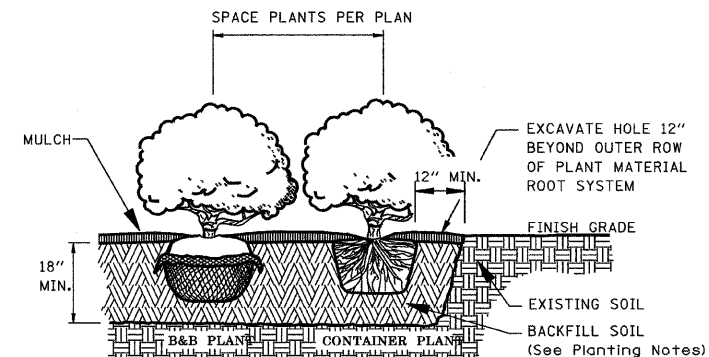 SPACE PLANTS PER PLAN
MULCH
EXCAVATE HOLE 12"
BEYOND OUTER ROW
OF PLANT MATERIAL
ROOT SYSTEM
12" MIN.
FINISH GRADE
18"
MIN.
EXISTING SOIL
BACKFILL SOIL
(See Planting Notes)
B&B PLANT
CONTAINER PLANT